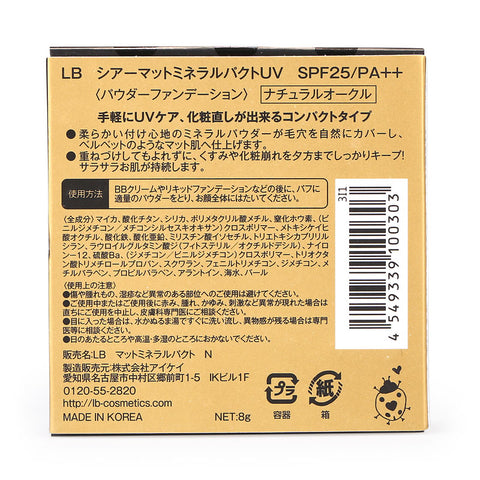 LB シアーマットミネラルパクトUV SPF25/PA++
〈パウダーファンデーション〉 ナチュラルオークル
手軽にUVケア、化粧直しが出来るコンパクトタイプ
●柔らかい付け心地のミネラルパウダーが毛穴を自然にカバーし、
ベルベットのようなマット肌へ仕上げます。
●重ねづけしてもよれずに、くすみや化粧崩れを夕方までしっかりキープ!
サラサラお肌が持続します。
使用方法
BBクリームやリキッドファンデーションなどの後に、パフに
適量のパウダーをとり、お顔全体にのばしてください。
〈全成分〉マイカ、酸化チタン、シリカ、ポリメタクリル酸メチル、窒化ホウ素、(ビ
ニルジメチコン/メチコンシルセスキオキサン)クロスポリマー、メトキシケイヒ
酸オクチル、酸化鉄、酸化亜鉛、ミリスチン酸イソセチル、トリエトキシカプリリルシ
ラン、ラウロイルグルタミン酸ジ(フィトステリル/オクチルドデシル)、ナイロ
ン-12、硫酸Ba、(ジメチコン/ビニルジメチコン)クロスポリマー、トリオクタン
酸トリメチロールプロパン、スクワラン、フェニルトリメチコン、ジメチコン、メ
チルパラベン、プロピルパラベン、アラントイン、海水、パール
〈使用上の注意〉
●傷や腫れもの、湿疹など異常のある部位へのご使用は避けてください。
●ご使用中またはご使用後に赤み、腫れ、かゆみ、刺激など異常が現れた場合は
直ちにご使用を中止し、皮膚科専門医にご相談ください。
●目に入った場合は、水かぬるま湯ですぐに洗い流し、異物感が残る場合は専門
医等に相談ください。
●日のあたるところや高温・多湿のところにおかないでください。
販売名:LB マットミネラルパクト N
製造販売元:株式会社アイケイ
愛知県名古屋市中村区郷前町1-5 IKビル1F
0120-55-2820
http://lb-cosmetics.com/
MADE IN KOREA
NET:8g
プラ
容器
紙
箱
3I1
4 549339 100303